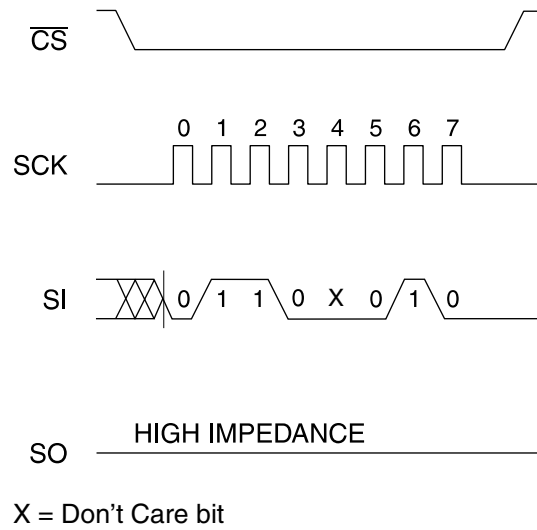 CS
0 1 2 3 4 5 6 7
SCK
SI 0 1 1 0 X 0 1 0
HIGH IMPEDANCE
SO
X = Don't Care bit